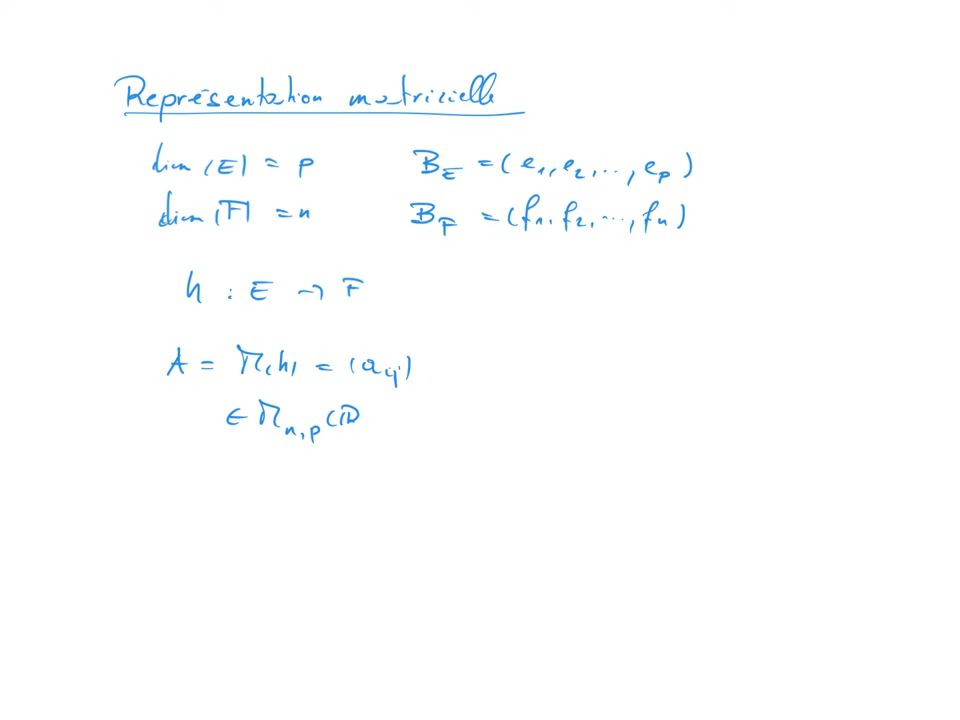 Représentation matricielle
dim(E) = p B_E = (e_1, e_2, ..., e_p)
dim(F) = n B_F = (f_1, f_2, ..., f_n)
h : E → F
A = M(h) = (a_ij)
∈ M_n,p (R